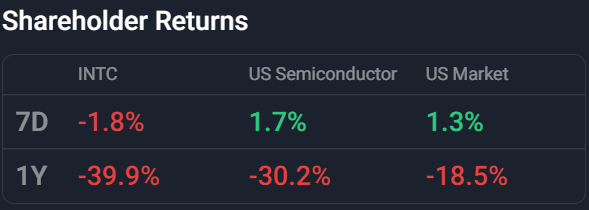 Shareholder Returns
INTC US Semiconductor US Market
7D -1.8% 1.7% 1.3%
1Y -39.9% -30.2% -18.5%